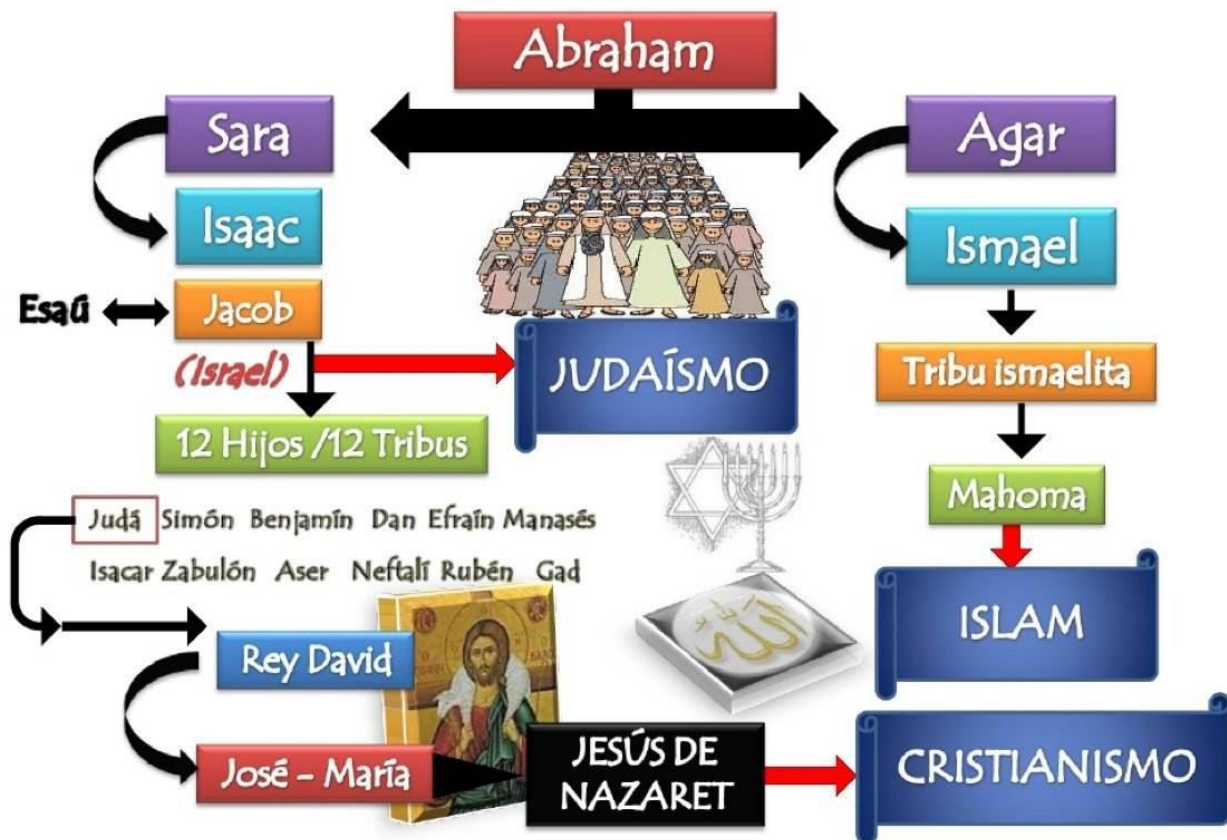 Abraham
Sara
Agar
Isaac
Ismael
Esaú
Jacob
(Israel)
JUDAÍSMO
Tribu ismaelita
12 Hijos /12 Tribus
Mahoma
Judá Simón Benjamín Dan Efraín Manasés
Isacar Zabulón Aser Neftalí Rubén Gad
الله
ISLAM
Rey David
José - María
JESÚS DE
NAZARET
CRISTIANISMO